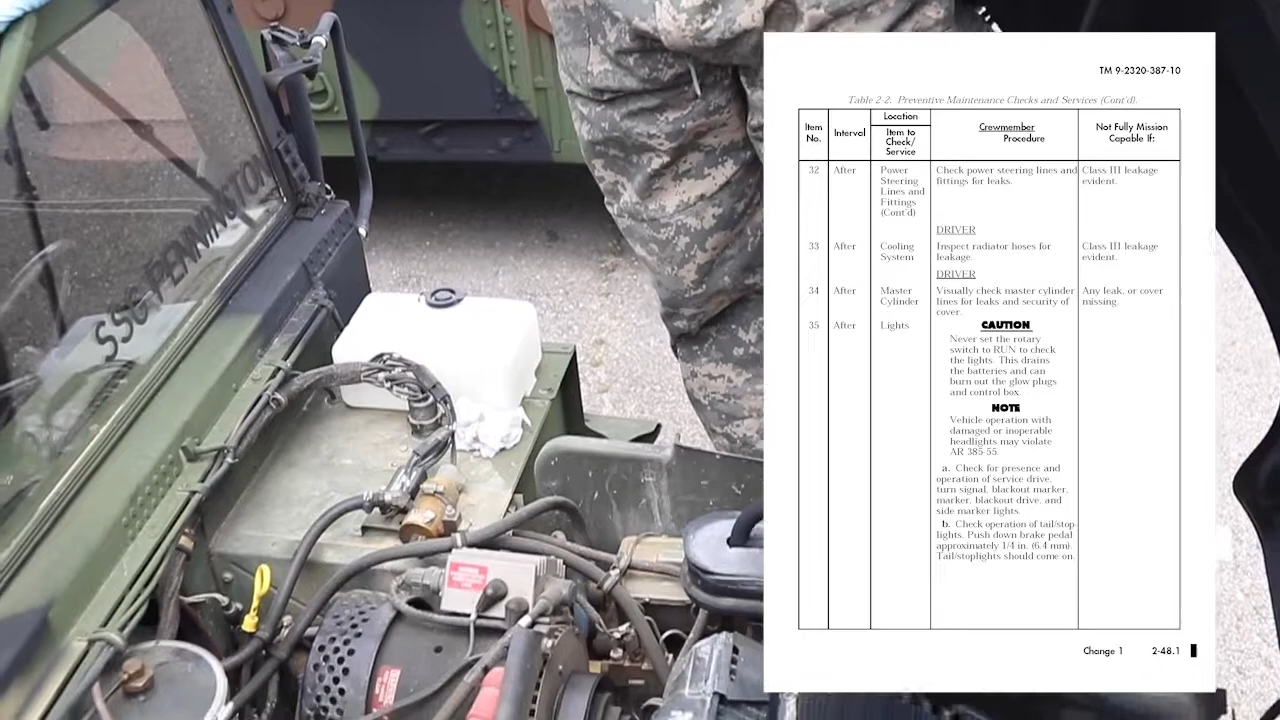 SSG PENNINGTON
TM 9-2320-387-10
Table 2-2. Preventive Maintenance Checks and Services (Cont'd).
Item No.
Interval
Location
Item to Check/ Service
Crewmember
Procedure
Not Fully Mission Capable If:
32
After
Power
Steering
Lines and
Fittings
(Cont'd)
Check power steering lines and
fittings for leaks.
Class III leakage
evident.
DRIVER
33
After
Cooling
System
Inspect radiator hoses for
leakage.
Class III leakage
evident.
DRIVER
34
After
Master
Cylinder
Visually check master cylinder
lines for leaks and security of
cover.
Any leak, or cover
missing.
35
After
Lights
CAUTION
Never set the rotary
switch to RUN to check
the lights. This drains
the batteries and can
burn out the glow plugs
and control box.
NOTE
Vehicle operation with
damaged or inoperable
headlights may violate
AR 385-55.
a. Check for presence and
operation of service drive,
turn signal, blackout marker,
marker, blackout drive, and
side marker lights.
b. Check operation of tail/stop-
lights. Push down brake pedal
approximately 1/4 in. (6.4 mm).
Tail/stoplights should come on.
Change 1
2-48.1